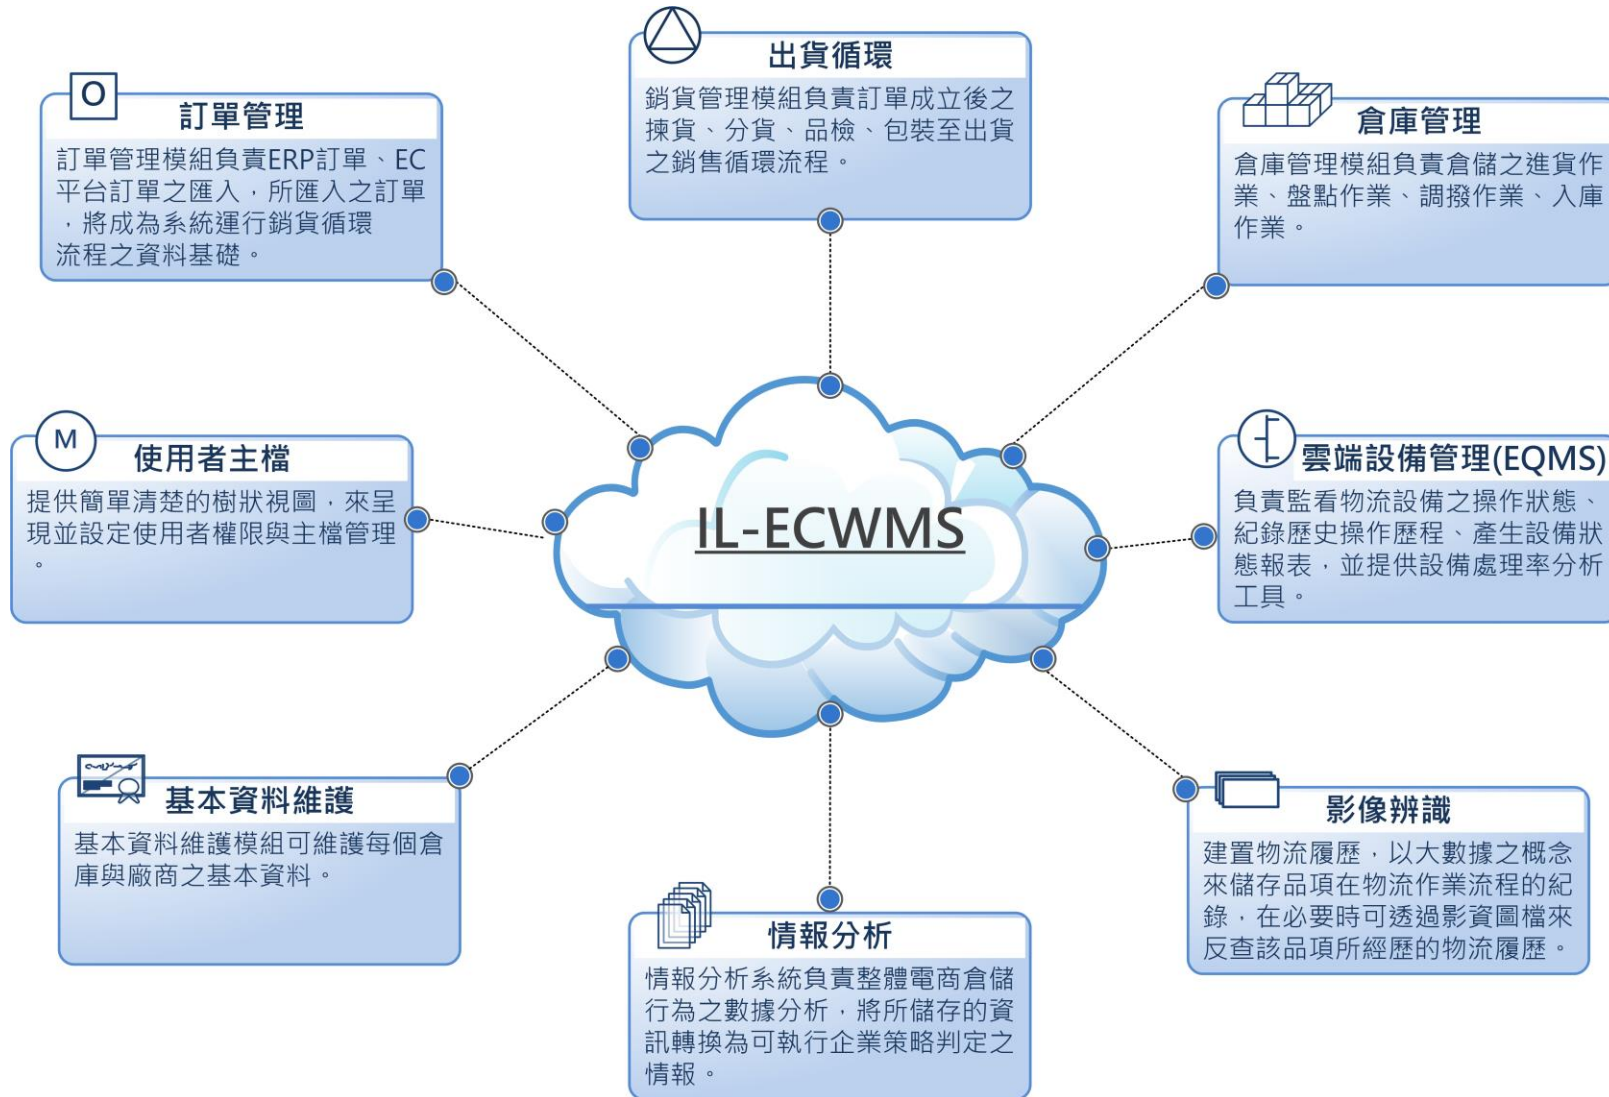 出貨循環
銷貨管理模組負責訂單成立後之
揀貨、分貨、品檢、包裝至出貨
之銷售循環流程。
O
訂單管理
訂單管理模組負責ERP訂單、EC
平台訂單之匯入，所匯入之訂單
，將成為系統運行銷貨循環
流程之資料基礎。
倉庫管理
倉庫管理模組負責倉儲之進貨作
業、盤點作業、調撥作業、入庫
作業。
M
使用者主檔
提供簡單清楚的樹狀視圖，來呈
現並設定使用者權限與主檔管理
。
IL-ECWMS
雲端設備管理(EQMS)
負責監看物流設備之操作狀態、
紀錄歷史操作歷程、產生設備狀
態報表，並提供設備處理率分析
工具。
基本資料維護
基本資料維護模組可維護每個倉
庫與廠商之基本資料。
影像辨識
建置物流履歷，以大數據之概念
來儲存品項在物流作業流程的紀
錄，在必要時可透過影資圖檔來
反查該品項所經歷的物流履歷。
情報分析
情報分析系統負責整體電商倉儲
行為之數據分析，將所儲存的資
訊轉換為可執行企業策略判定之
情報。